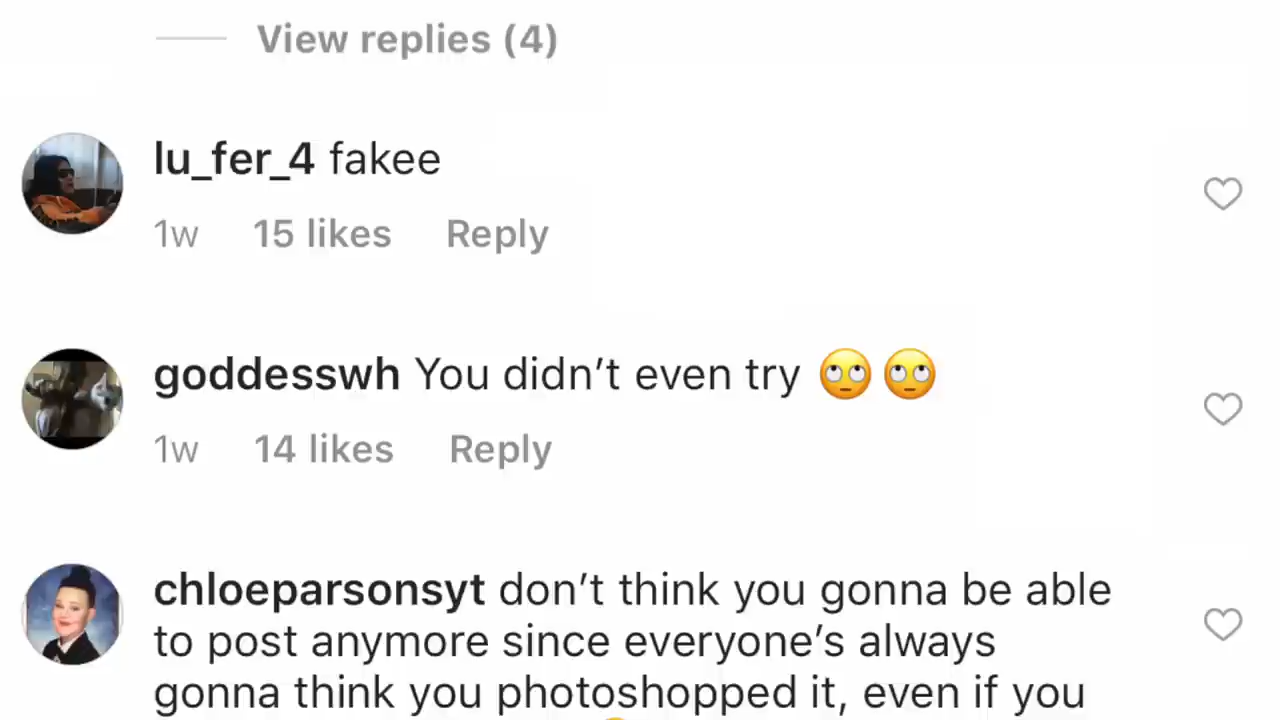 View replies (4)
lu_fer_4 fakee
1w 15 likes Reply
goddesswh You didn’t even try 🙄🙄
1w 14 likes Reply
chloeparsonsyt don’t think you gonna be able
to post anymore since everyone’s always
gonna think you photoshopped it, even if you